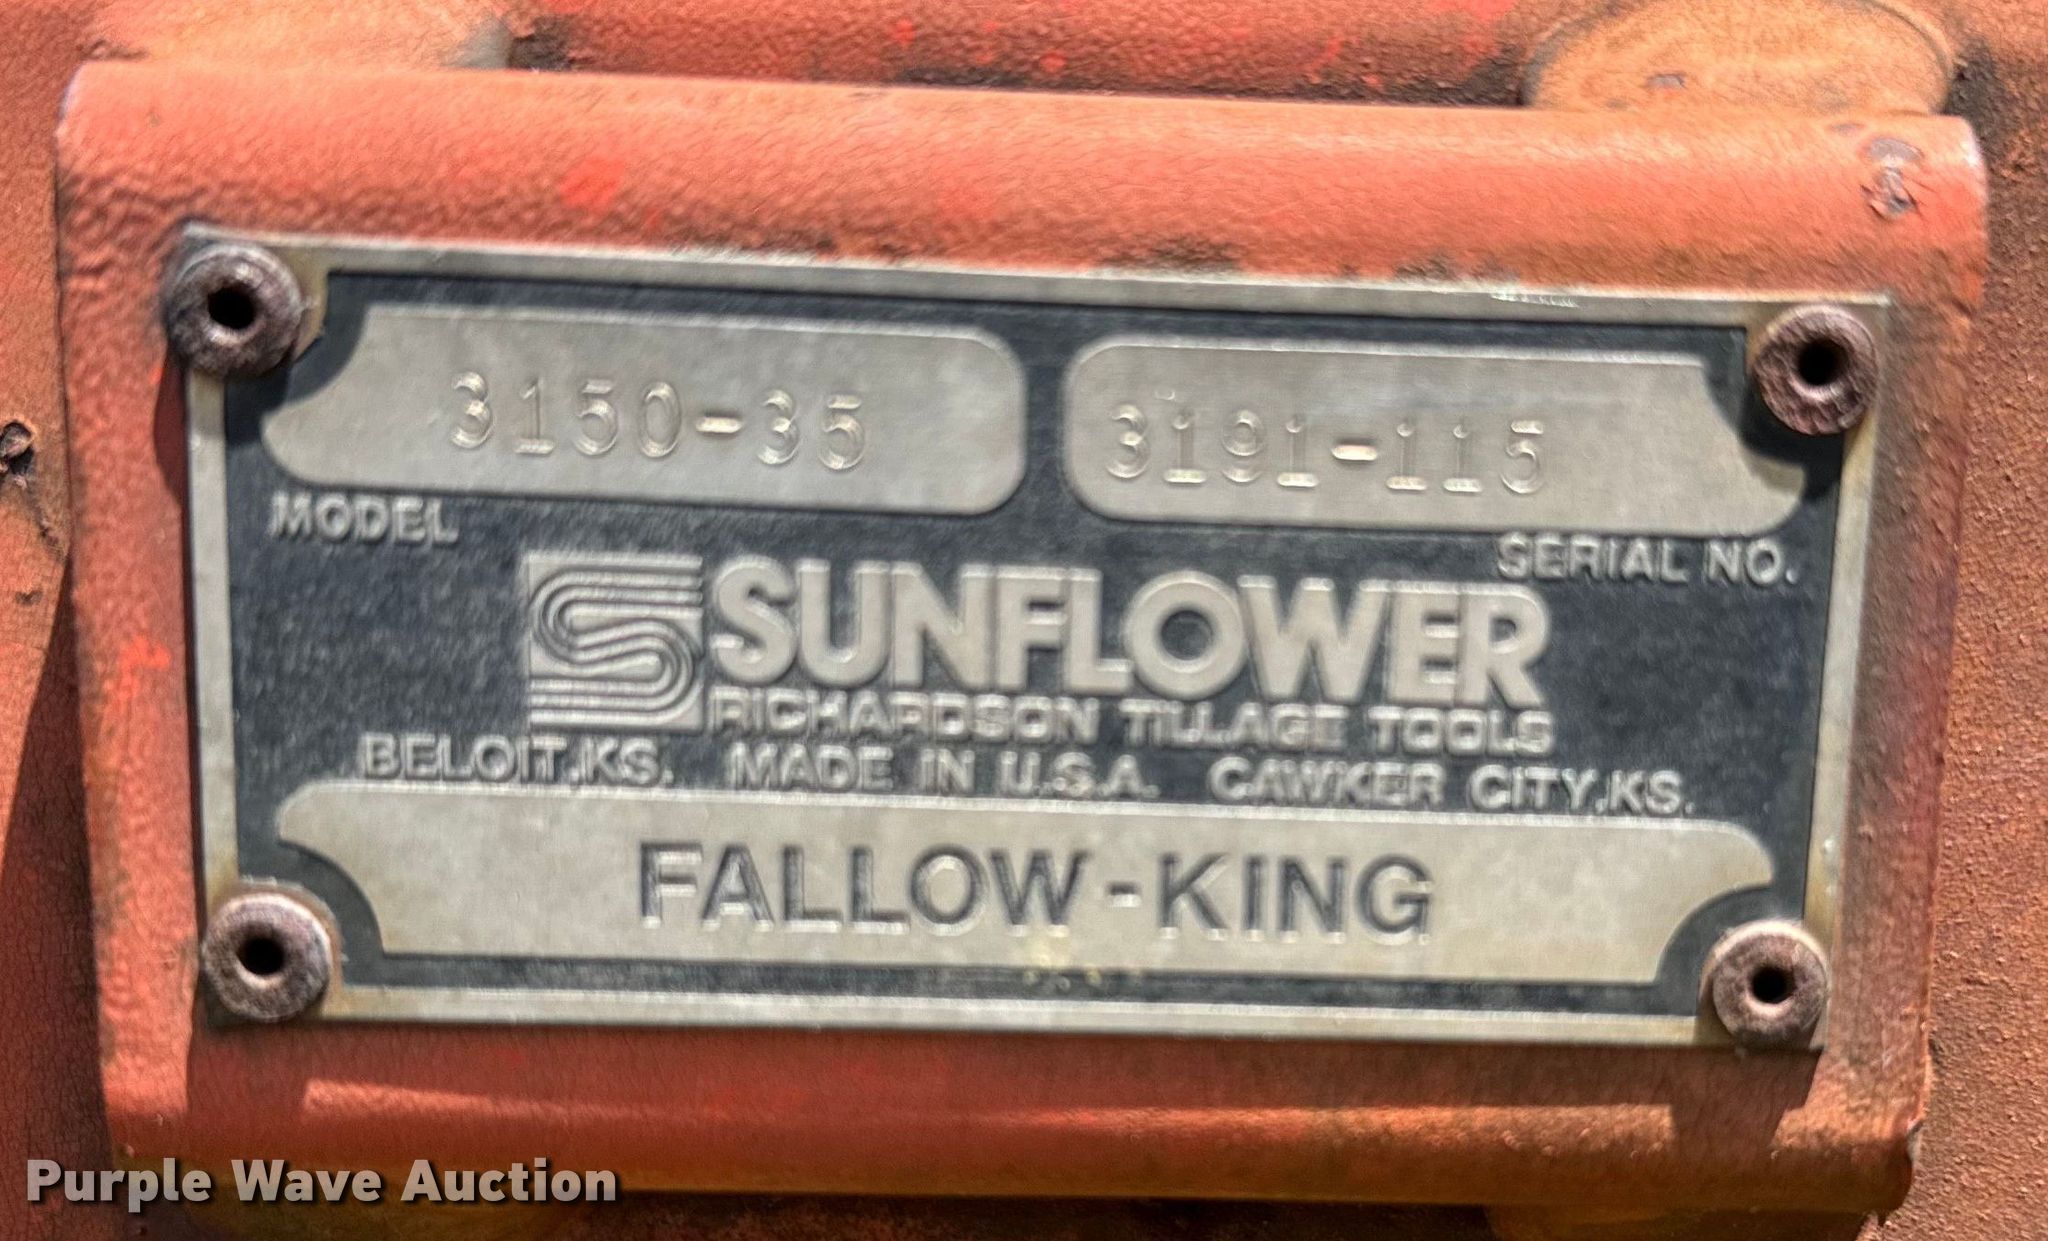 3150-35 3191-115
MODEL SERIAL NO.
SUNFLOWER
RICHARDSON TILLAGE TOOLS
BELOIT, KS. MADE IN U.S.A. CAWKER CITY, KS.
FALLOW-KING
Purple Wave Auction